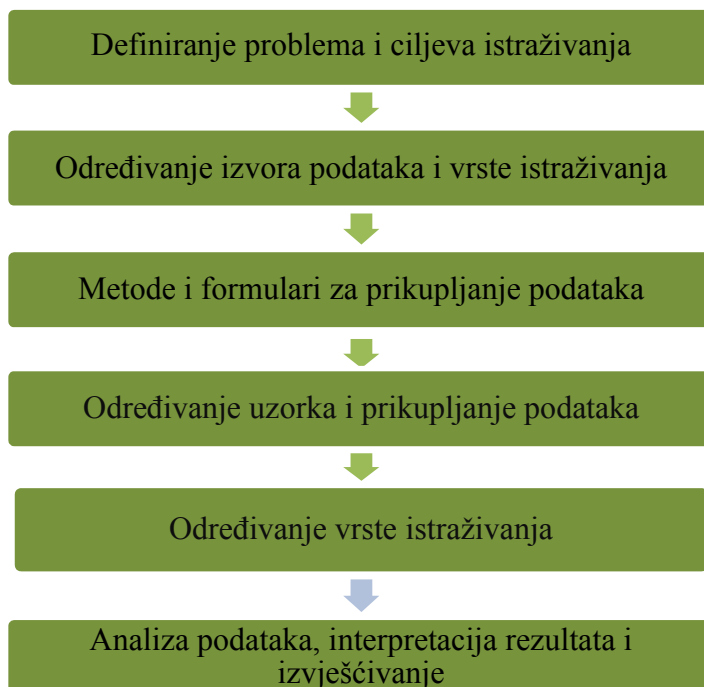 Definiranje problema i ciljeva istraživanja
Određivanje izvora podataka i vrste istraživanja
Metode i formulari za prikupljanje podataka
Određivanje uzorka i prikupljanje podataka
Određivanje vrste istraživanja
Analiza podataka, interpretacija rezultata i
izvješćivanje